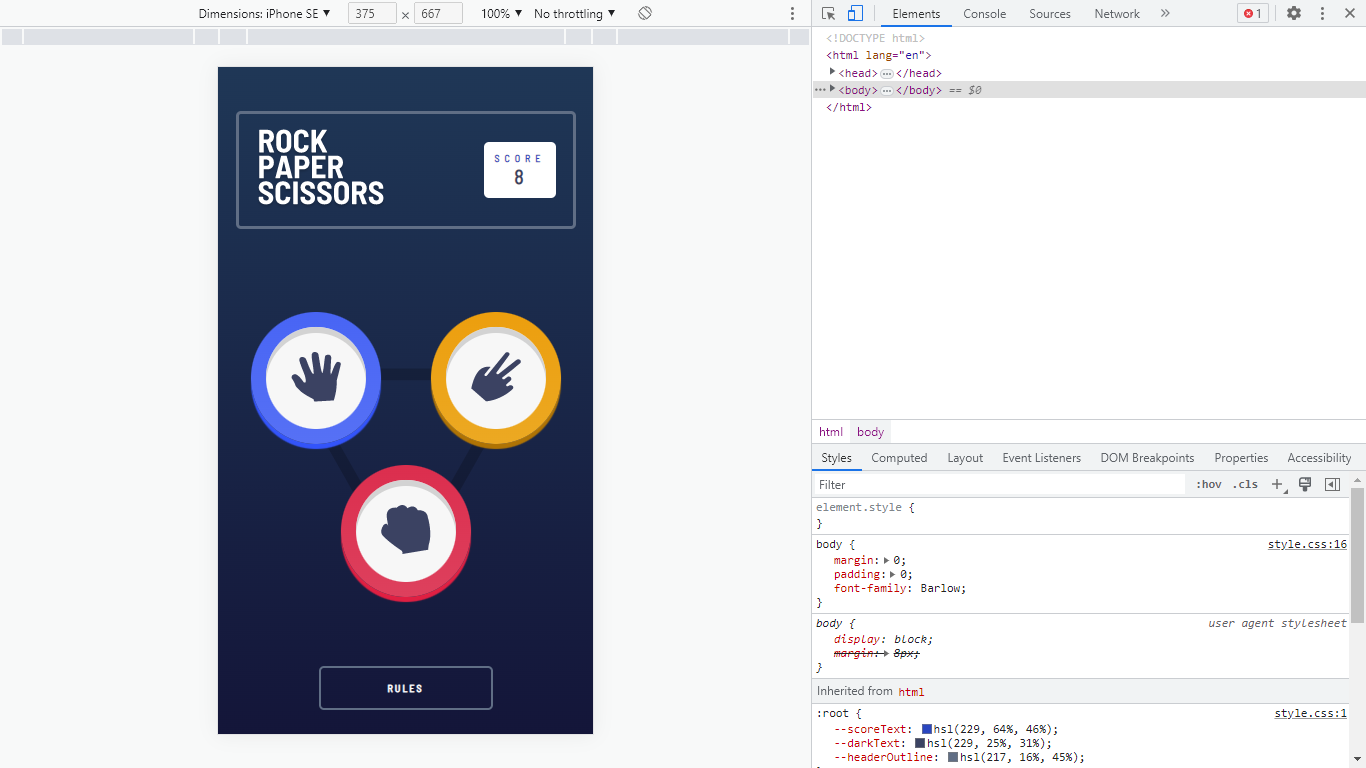 Dimensions: iPhone SE ▼ 375 × 667 100% ▼ No throttling ▼
Elements Console Sources Network » 1
<!DOCTYPE html>
<html lang="en">
▶<head>…</head>
…▶<body>…</body> == $0
</html>
ROCK
PAPER
SCISSORS
SCORE
8
RULES
html body
Styles Computed Layout Event Listeners DOM Breakpoints Properties Accessibility
Filter :hov .cls +
element.style {
}
body { style.css:16
margin:▶0;
padding:▶0;
font-family: Barlow;
}
body { user agent stylesheet
display: block;
margin:▶8px;
}
Inherited from html
:root { style.css:1
--scoreText: hsl(229, 64%, 46%);
--darkText: hsl(229, 25%, 31%);
--headerOutline: hsl(217, 16%, 45%);